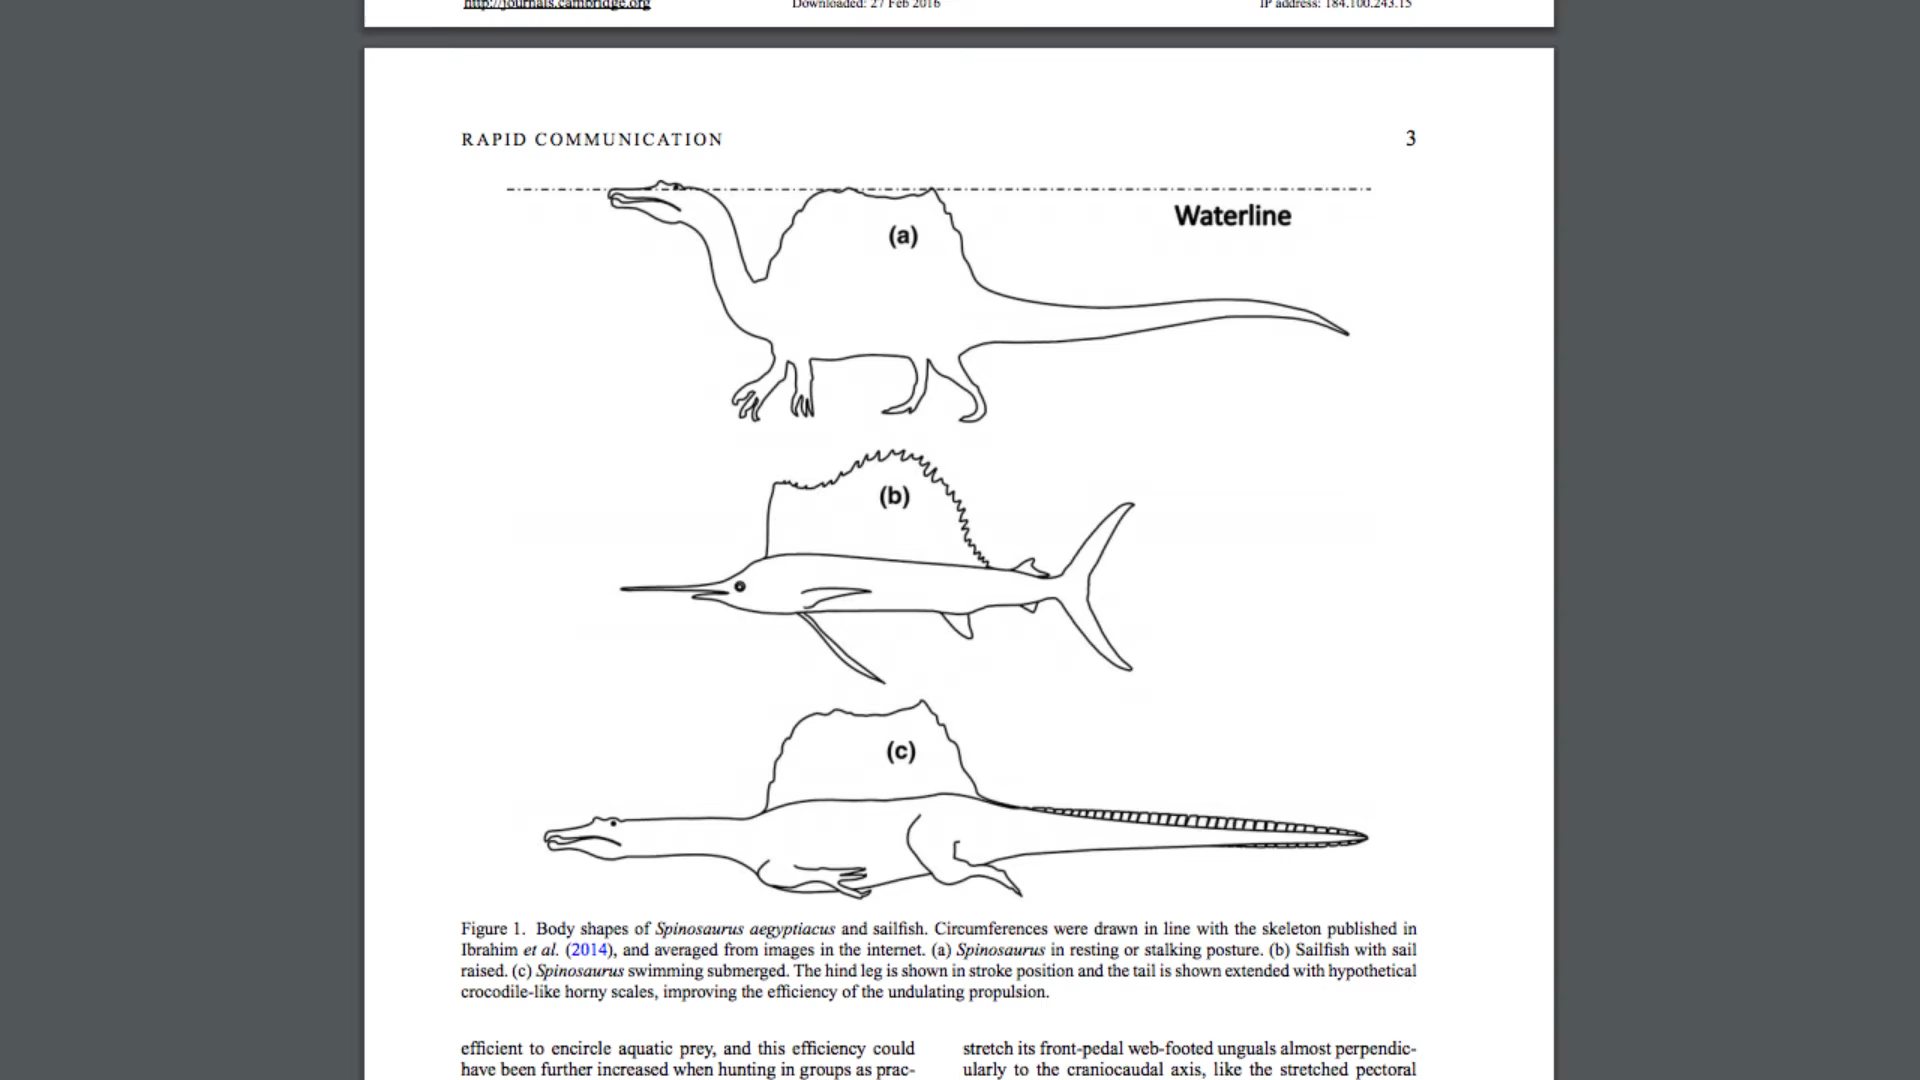 http://journals.cambridge.org Downloaded: 27 Feb 2016 IP address: 184.100.243.15
RAPID COMMUNICATION 3
Waterline
(a)
(b)
(c)
Figure 1. Body shapes of Spinosaurus aegyptiacus and sailfish. Circumferences were drawn in line with the skeleton published in
Ibrahim et al. (2014), and averaged from images in the internet. (a) Spinosaurus in resting or stalking posture. (b) Sailfish with sail
raised. (c) Spinosaurus swimming submerged. The hind leg is shown in stroke position and the tail is shown extended with hypothetical
crocodile-like horny scales, improving the efficiency of the undulating propulsion.
efficient to encircle aquatic prey, and this efficiency could
have been further increased when hunting in groups as prac-
stretch its front-pedal web-footed unguals almost perpendic-
ularly to the craniocaudal axis, like the stretched pectoral